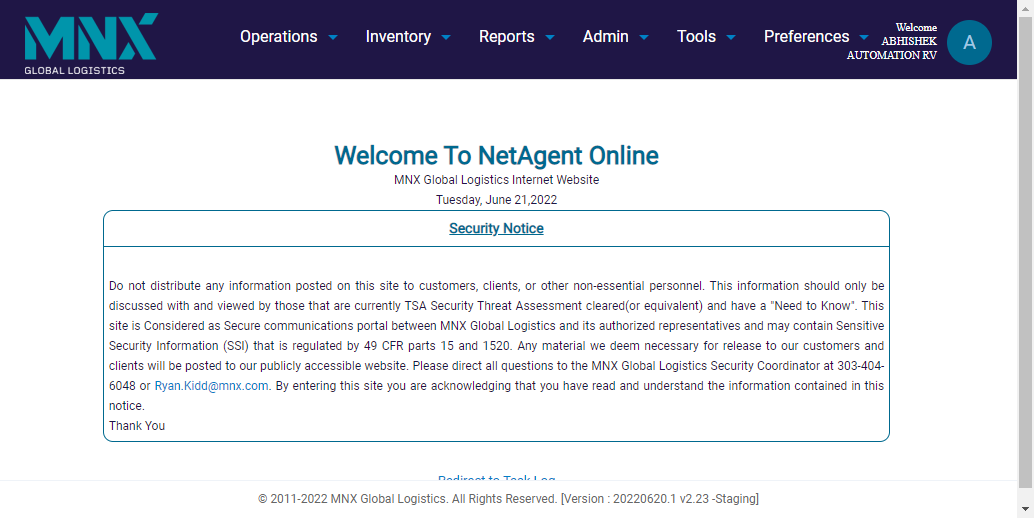 MNX
GLOBAL LOGISTICS
Operations
Inventory
Reports
Admin
Tools
Preferences
Welcome
ABHISHEK
AUTOMATION RV
A
Welcome To NetAgent Online
MNX Global Logistics Internet Website
Tuesday, June 21,2022
Security Notice
Do not distribute any information posted on this site to customers, clients, or other non-essential personnel. This information should only be
discussed with and viewed by those that are currently TSA Security Threat Assessment cleared(or equivalent) and have a "Need to Know". This
site is Considered as Secure communications portal between MNX Global Logistics and its authorized representatives and may contain Sensitive
Security Information (SSI) that is regulated by 49 CFR parts 15 and 1520. Any material we deem necessary for release to our customers and
clients will be posted to our publicly accessible website. Please direct all questions to the MNX Global Logistics Security Coordinator at 303-404-
6048 or Ryan.Kidd@mnx.com. By entering this site you are acknowledging that you have read and understand the information contained in this
notice.
Thank You
Redirect to Task Log
© 2011-2022 MNX Global Logistics. All Rights Reserved. [Version : 20220620.1 v2.23 -Staging]